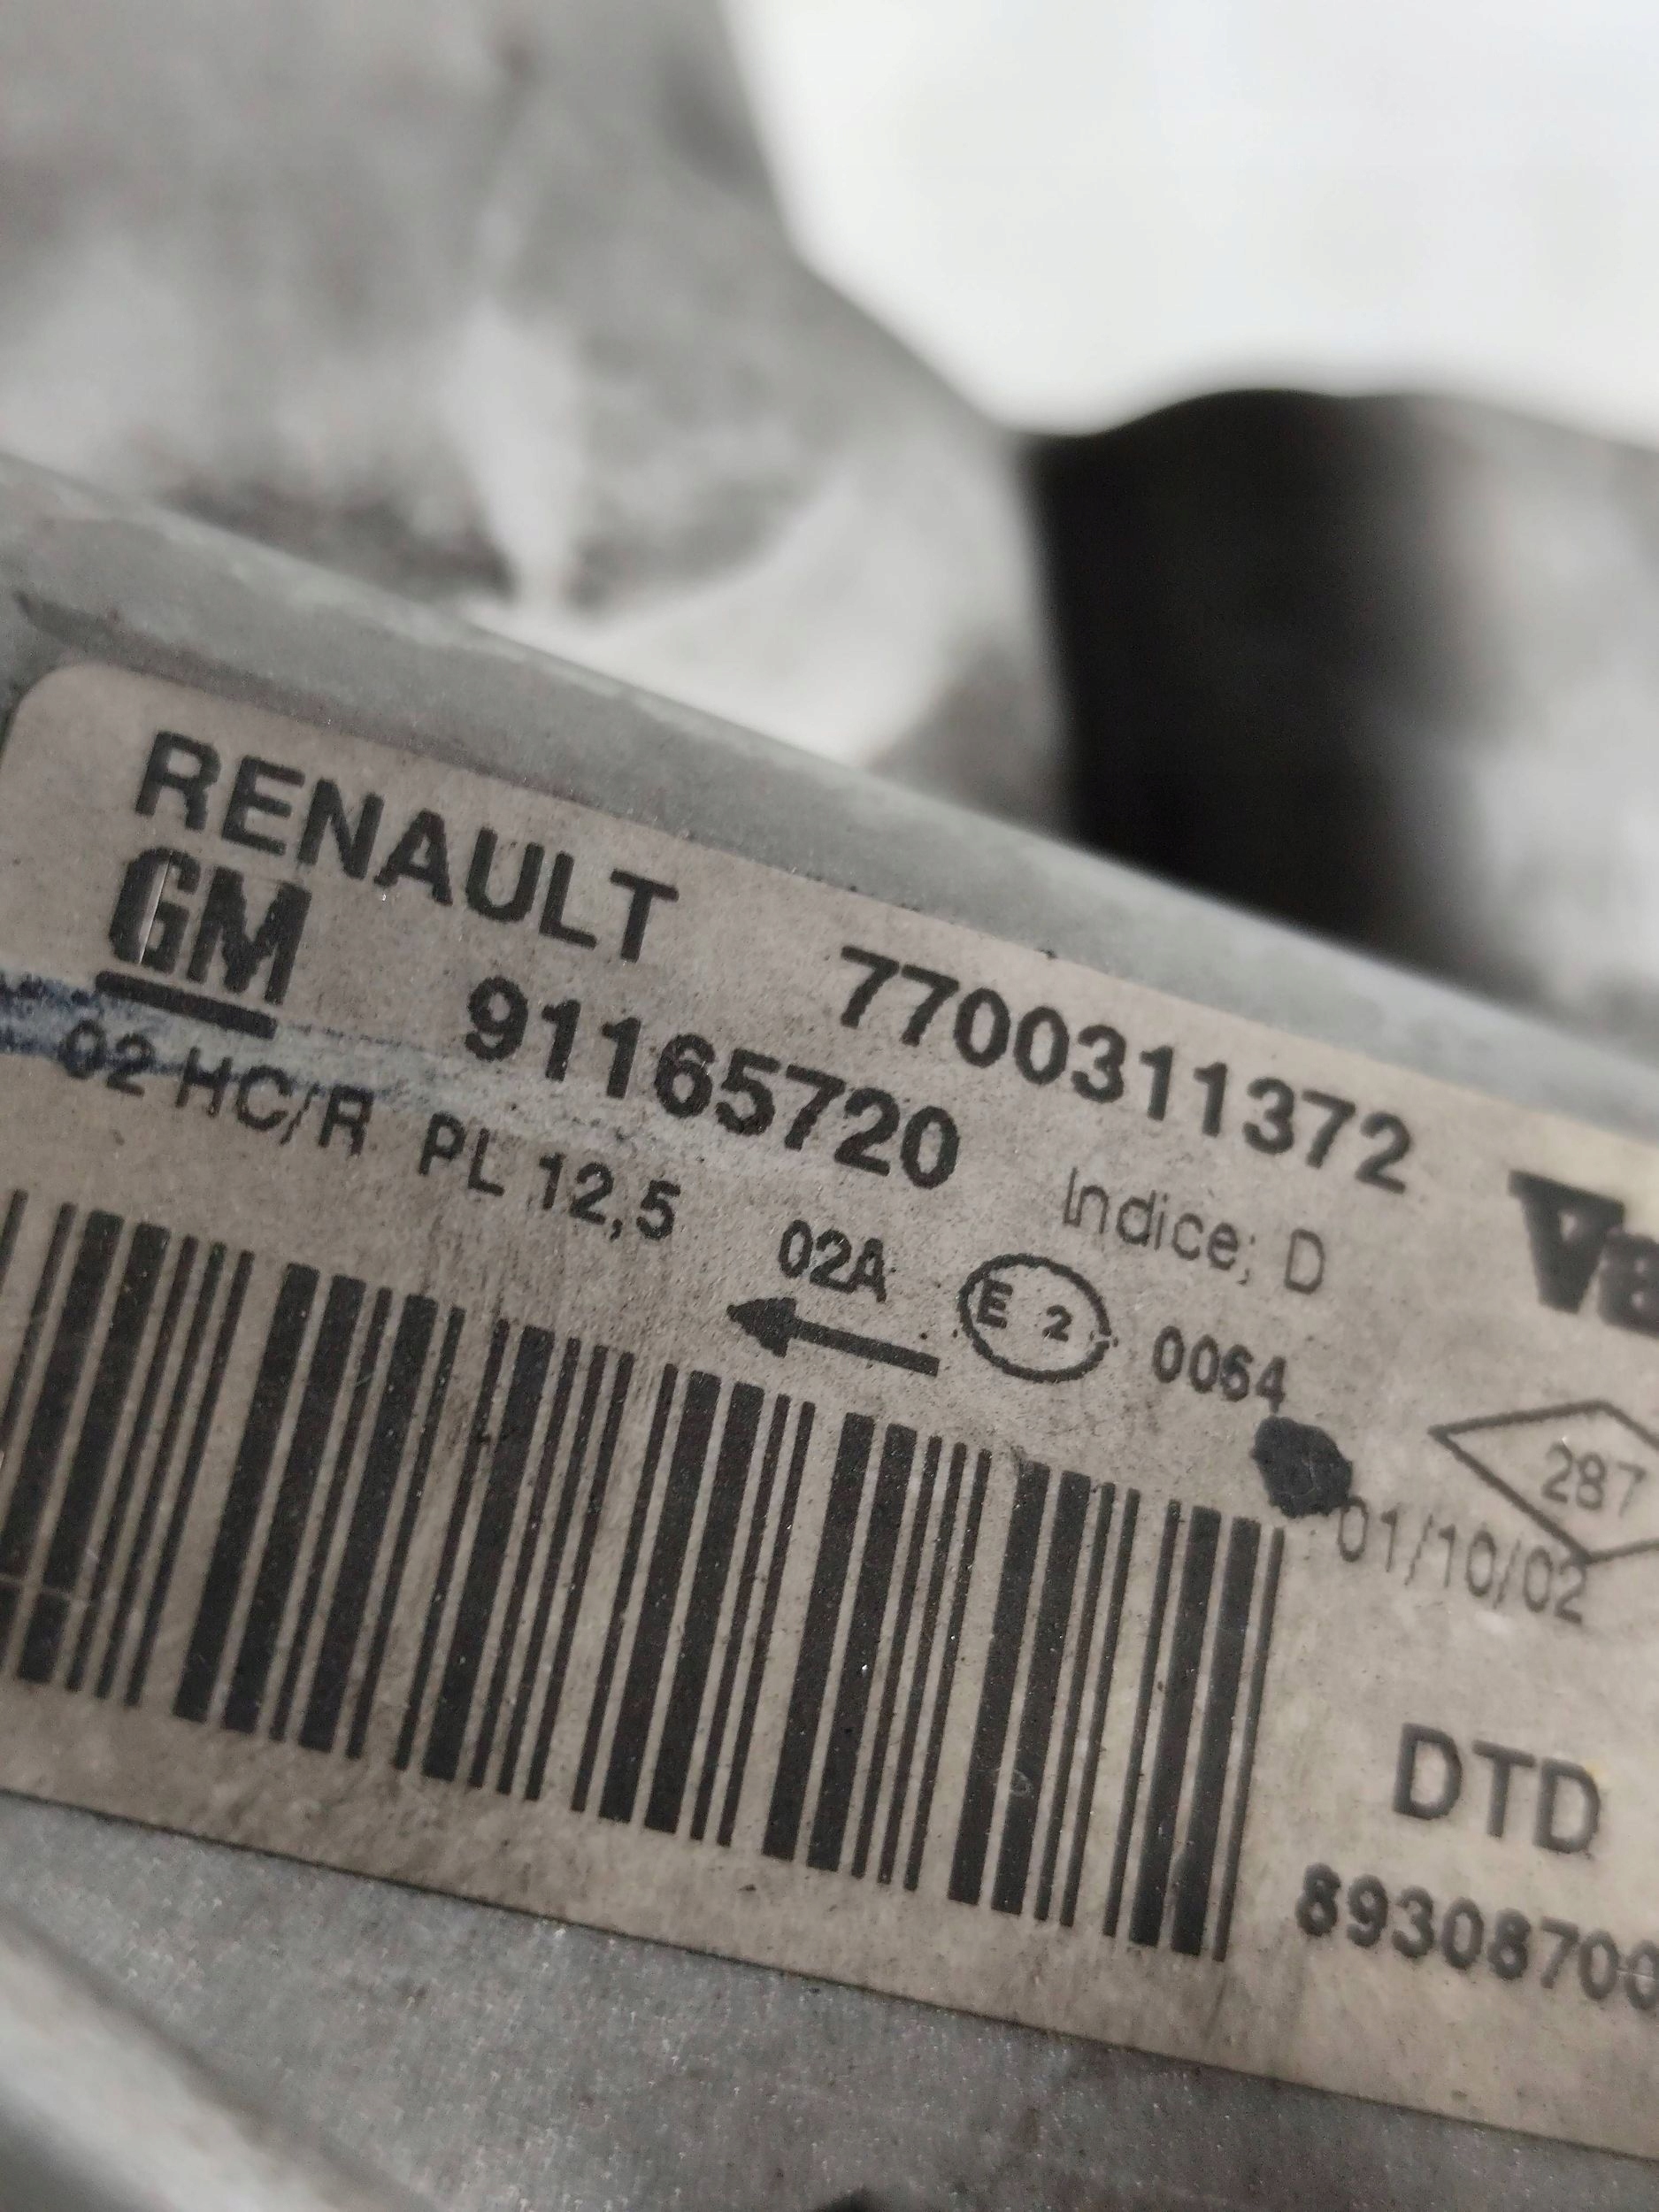 RENAULT 7700311372
GM 91165720 Indice; D Va
02 HC/R PL 12,5 02A E 2 0064
287
01/10/02
DTD
89308700